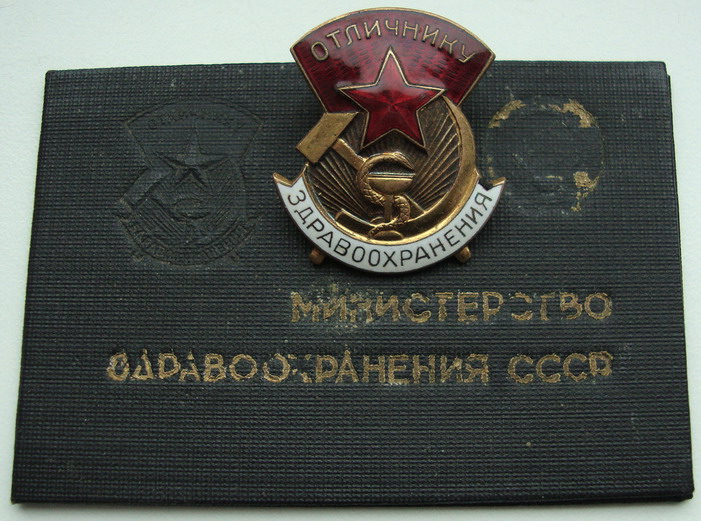 ОТЛИЧНИКУ
ЗДРАВООХРАНЕНИЯ
МИНИСТЕРСТВО
ЗДРАВООХРАНЕНИЯ СССР